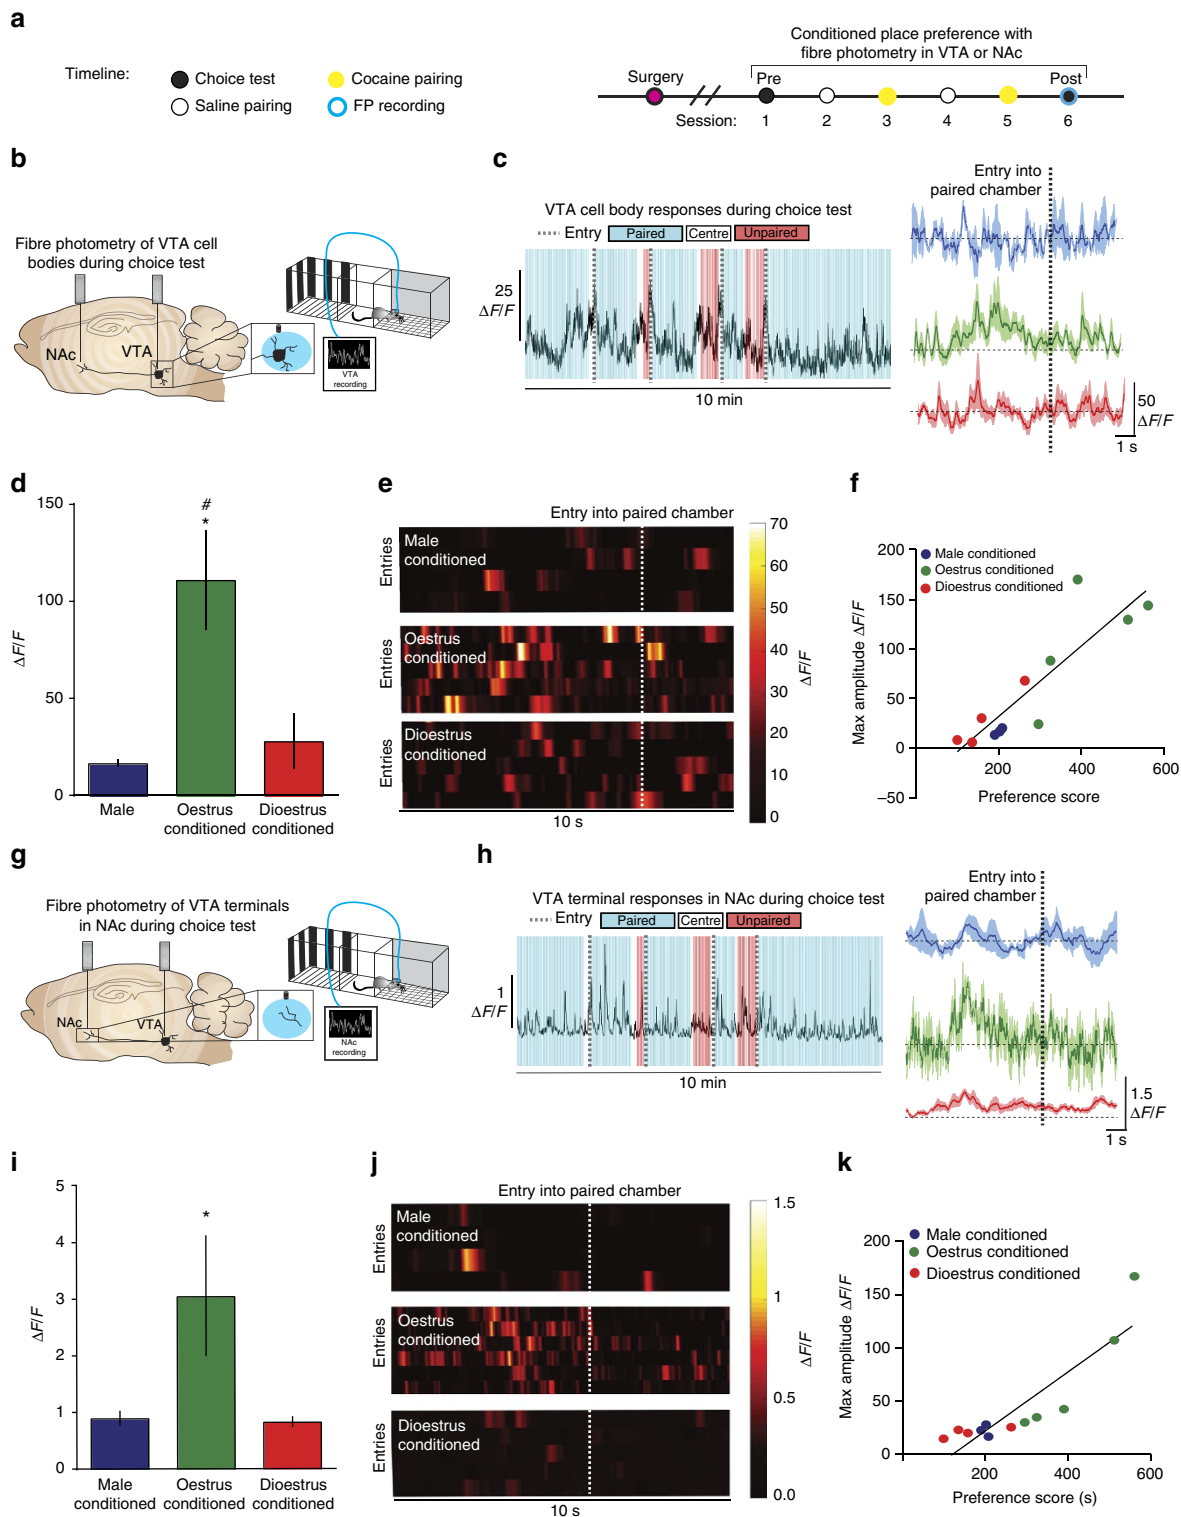 a
Timeline:
Choice test
Saline pairing
Cocaine pairing
FP recording
Conditioned place preference with
fibre photometry in VTA or NAc
Surgery
Pre
Post
Session:
1
2
3
4
5
6
b
Fibre photometry of VTA cell
bodies during choice test
NAc
VTA
VTA
recording
c
VTA cell body responses during choice test
Entry
Paired
Centre
Unpaired
25
ΔF/F
10 min
Entry into
paired chamber
50
ΔF/F
1 s
d
150
100
50
0
ΔF/F
#
*
Male
Oestrus
conditioned
Dioestrus
conditioned
e
Entry into paired chamber
Entries
Male
conditioned
Entries
Oestrus
conditioned
Entries
Dioestrus
conditioned
10 s
70
60
50
40
30
20
10
0
ΔF/F
f
Male conditioned
Oestrus conditioned
Dioestrus conditioned
200
150
100
50
0
–50
Max amplitude ΔF/F
200
400
600
Preference score
g
Fibre photometry of VTA terminals
in NAc during choice test
NAc
VTA
NAc
recording
h
VTA terminal responses in NAc during choice test
Entry
Paired
Centre
Unpaired
1
ΔF/F
10 min
Entry into
paired chamber
1.5
ΔF/F
1 s
i
5
4
3
2
1
0
ΔF/F
*
Male
conditioned
Oestrus
conditioned
Dioestrus
conditioned
j
Entry into paired chamber
Entries
Male
conditioned
Entries
Oestrus
conditioned
Entries
Dioestrus
conditioned
10 s
1.5
1
0.5
0.0
ΔF/F
k
Male conditioned
Oestrus conditioned
Dioestrus conditioned
200
150
100
50
0
Max amplitude ΔF/F
200
400
600
Preference score (s)